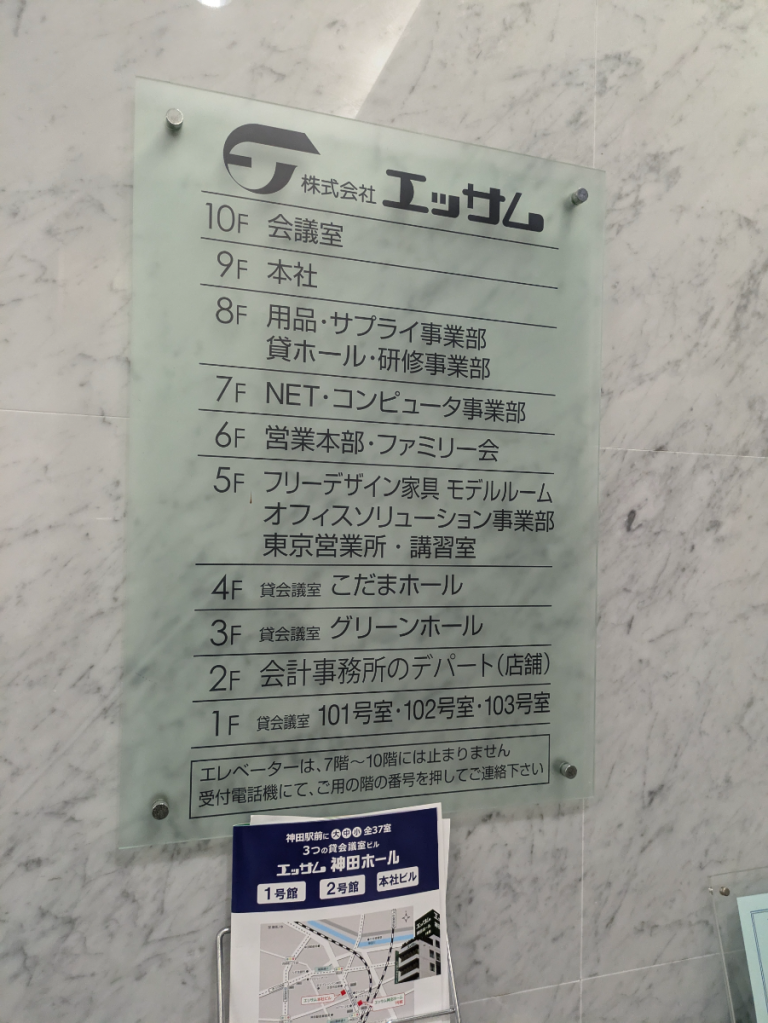 株式会社 エッサム
10F 会議室
9F 本社
8F 用品・サプライ事業部
貸ホール・研修事業部
7F NET・コンピュータ事業部
6F 営業本部・ファミリー会
5F フリーデザイン家具 モデルルーム
オフィスソリューション事業部
東京営業所・講習室
4F 貸会議室 こだまホール
3F 貸会議室 グリーンホール
2F 会計事務所のデパート(店舗)
1F 貸会議室 101号室・102号室・103号室
エレベーターは、7階～10階には止まりません
受付電話機にて、ご用の階の番号を押してご連絡下さい
神田駅前に 大 中 小 全37室
3つの貸会議室ビル
エッサム 神田ホール
1号館 2号館 本社ビル
エッサム